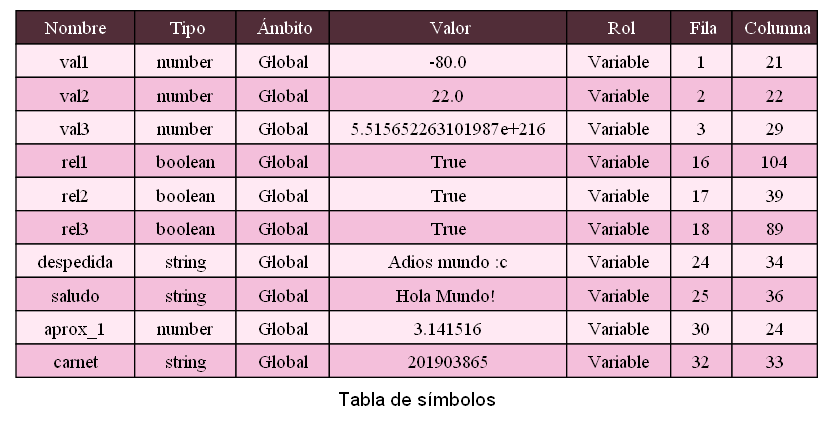 Nombre Tipo Ámbito Valor Rol Fila Columna
val1 number Global -80.0 Variable 1 21
val2 number Global 22.0 Variable 2 22
val3 number Global 5.515652263101987e+216 Variable 3 29
rel1 boolean Global True Variable 16 104
rel2 boolean Global True Variable 17 39
rel3 boolean Global True Variable 18 89
despedida string Global Adios mundo :c Variable 24 34
saludo string Global Hola Mundo! Variable 25 36
aprox_1 number Global 3.141516 Variable 30 24
carnet string Global 201903865 Variable 32 33
Tabla de símbolos